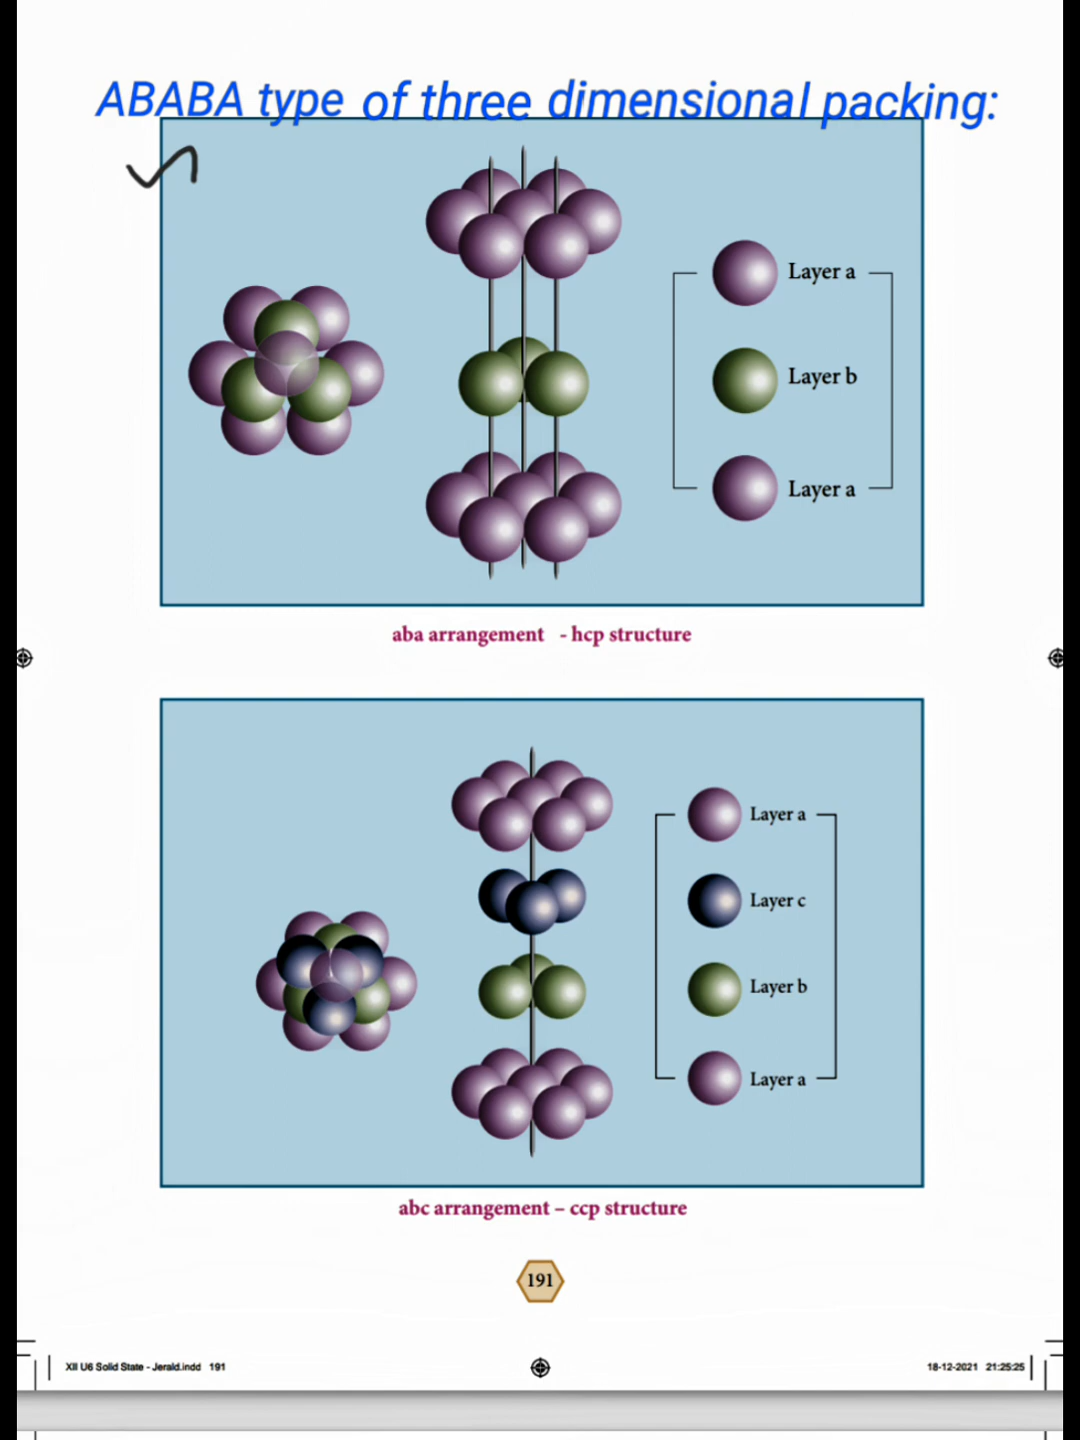 ABABA type of three dimensional packing:
Layer a
Layer b
Layer a
aba arrangement - hcp structure
Layer a
Layer c
Layer b
Layer a
abc arrangement – ccp structure
191
XII U6 Solid State - Jerald.indd 191
18-12-2021 21:25:25